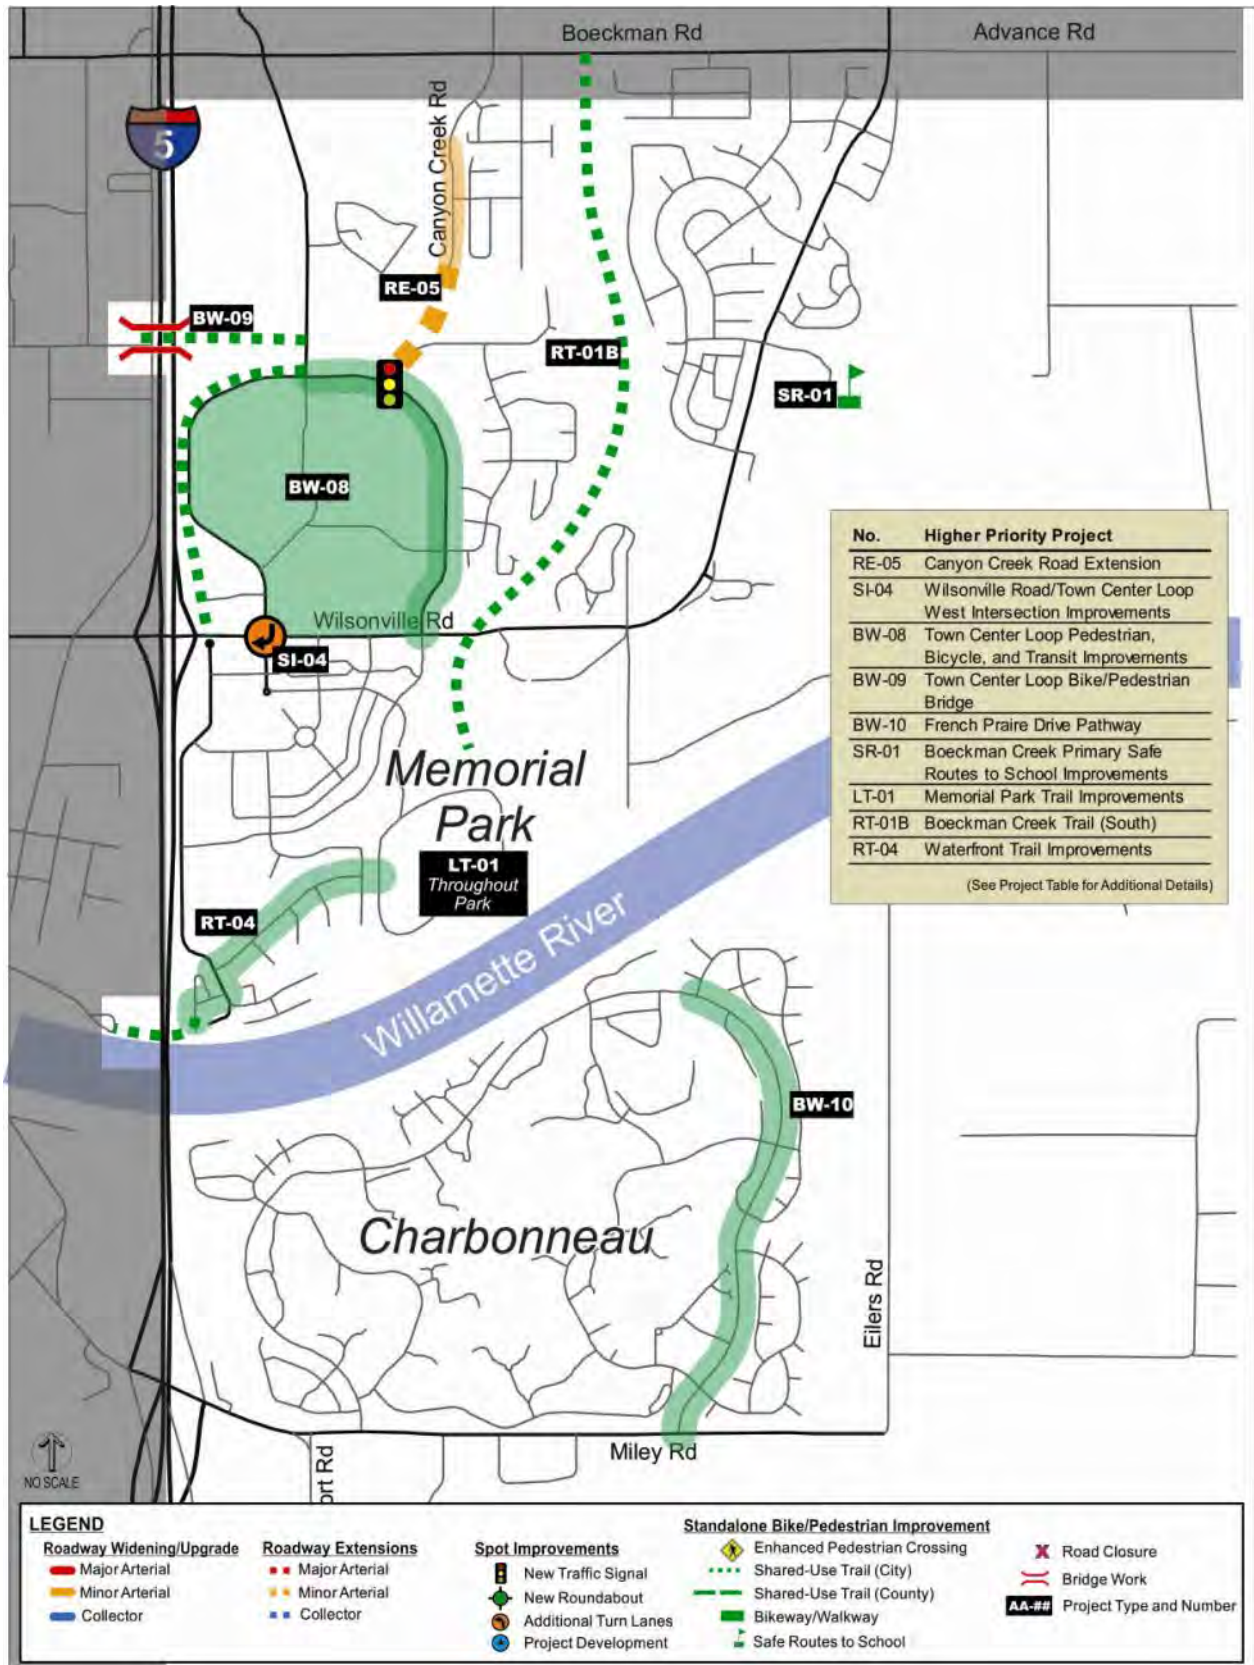 Boeckman Rd
Advance Rd
Canyon Creek Rd
5
RE-05
BW-09
RT-01B
SR-01
BW-08
Wilsonville Rd
SI-04
No. Higher Priority Project
RE-05 Canyon Creek Road Extension
SI-04 Wilsonville Road/Town Center Loop
West Intersection Improvements
BW-08 Town Center Loop Pedestrian,
Bicycle, and Transit Improvements
BW-09 Town Center Loop Bike/Pedestrian
Bridge
BW-10 French Praire Drive Pathway
SR-01 Boeckman Creek Primary Safe
Routes to School Improvements
LT-01 Memorial Park Trail Improvements
RT-01B Boeckman Creek Trail (South)
RT-04 Waterfront Trail Improvements
(See Project Table for Additional Details)
Memorial
Park
LT-01
Throughout
Park
RT-04
Willamette River
BW-10
Charbonneau
Eilers Rd
Miley Rd
ort Rd
NO SCALE
LEGEND
Roadway Widening/Upgrade
Major Arterial
Minor Arterial
Collector
Roadway Extensions
Major Arterial
Minor Arterial
Collector
Spot Improvements
New Traffic Signal
New Roundabout
Additional Turn Lanes
Project Development
Standalone Bike/Pedestrian Improvement
Enhanced Pedestrian Crossing
Shared-Use Trail (City)
Shared-Use Trail (County)
Bikeway/Walkway
Safe Routes to School
Road Closure
Bridge Work
AA-## Project Type and Number